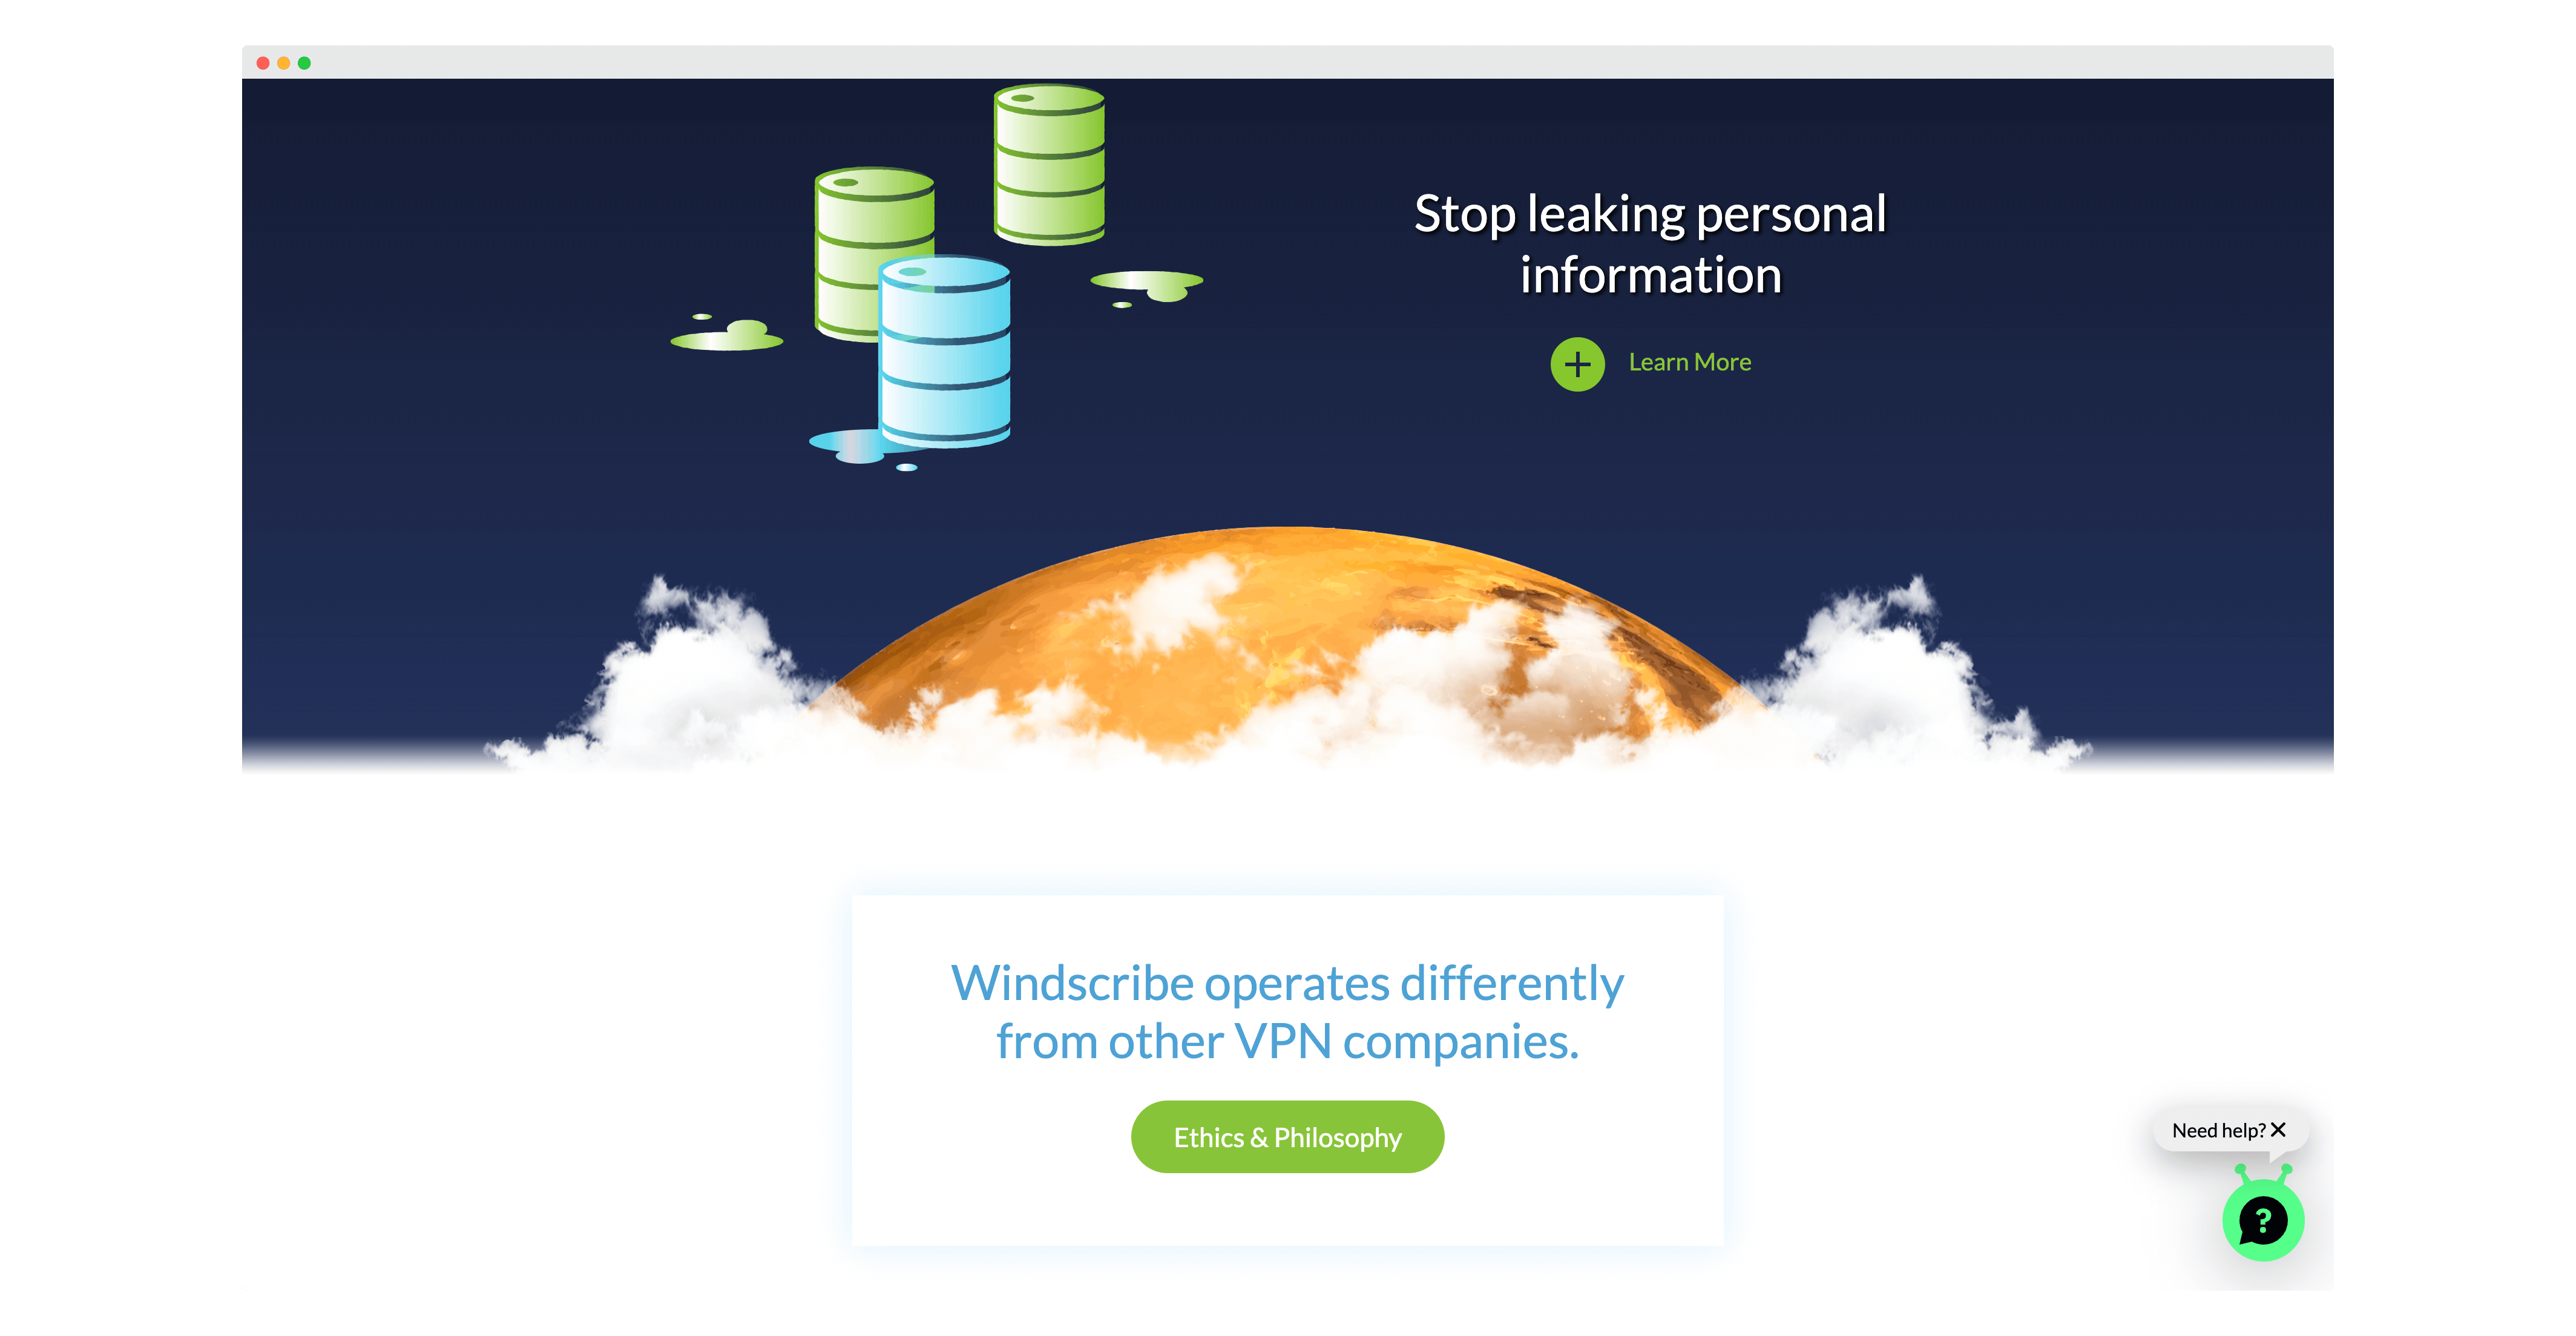 Stop leaking personal
information
Learn More
Windscribe operates differently
from other VPN companies.
Ethics & Philosophy
Need help?
?